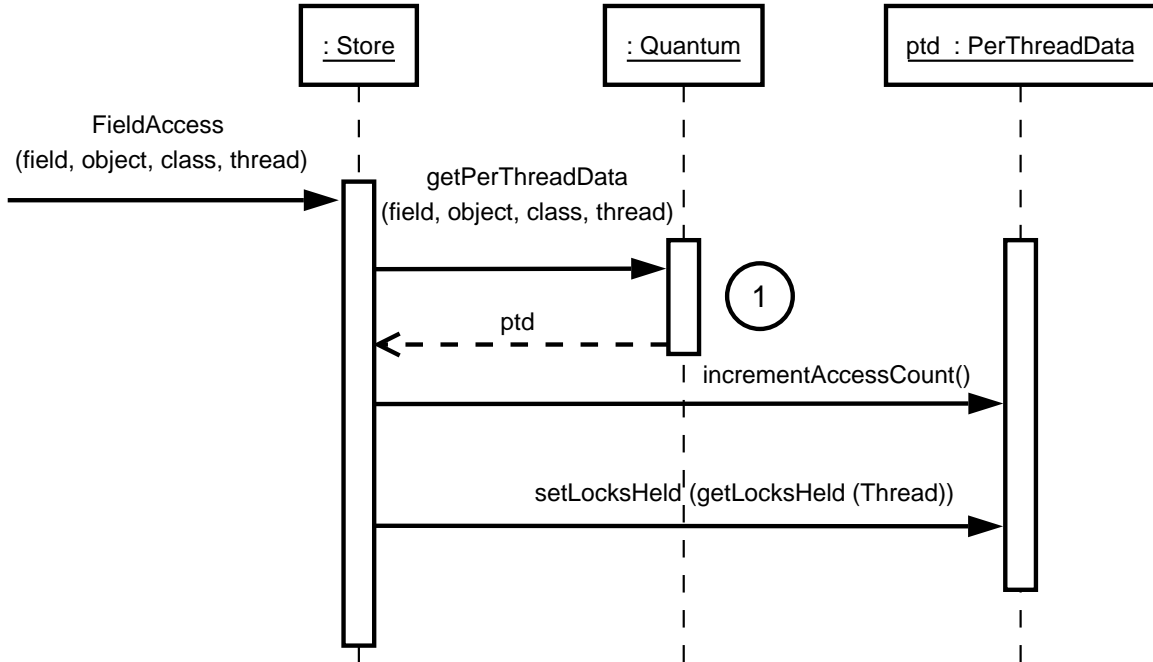 : Store
: Quantum
ptd : PerThreadData
FieldAccess
(field, object, class, thread)
getPerThreadData
(field, object, class, thread)
1
ptd
incrementAccessCount()
setLocksHeld (getLocksHeld (Thread))